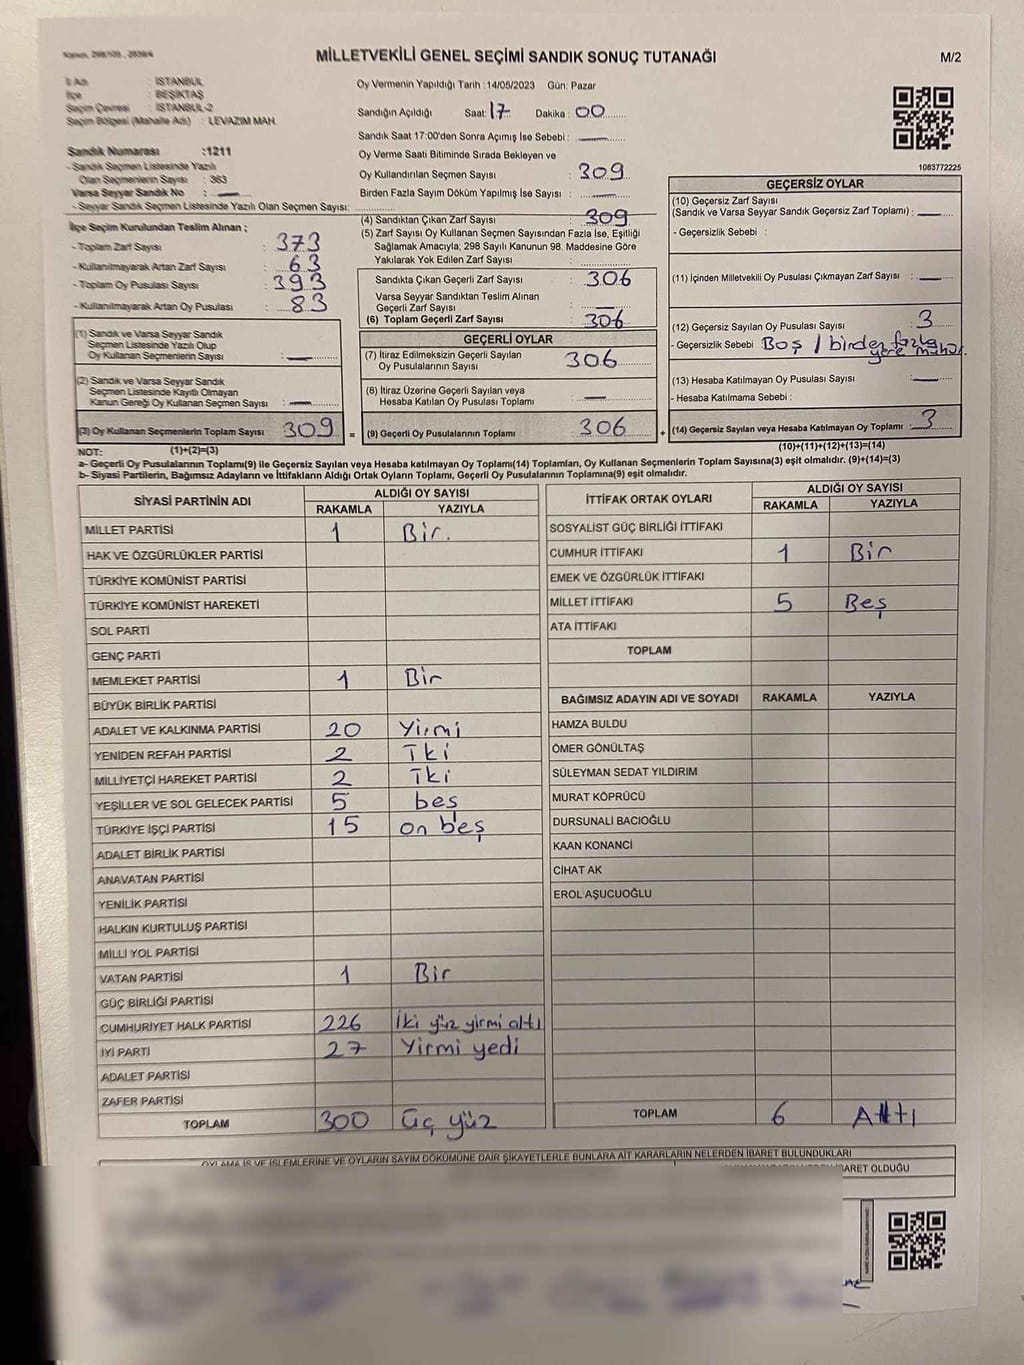 Kanun, 298/105 , 2839/4
MİLLETVEKİLİ GENEL SEÇİMİ SANDIK SONUÇ TUTANAĞI
M/2
İl Adı : İSTANBUL
İlçe : BEŞİKTAŞ
Seçim Çevresi : İSTANBUL-2
Seçim Bölgesi (Mahalle Adı) : LEVAZIM MAH.
Sandık Numarası :1211
- Sandık Seçmen Listesinde Yazılı
Olan Seçmenlerin Sayısı : 363
Varsa Seyyar Sandık No :
- Seyyar Sandık Seçmen Listesinde Yazılı Olan Seçmen Sayısı:
Oy Vermenin Yapıldığı Tarih :14/05/2023 Gün: Pazar
Sandığın Açıldığı Saat: 17 Dakika : 00
Sandık Saat 17:00'den Sonra Açımış İse Sebebi :
Oy Verme Saati Bitiminde Sırada Bekleyen ve
Oy Kullandırılan Seçmen Sayısı : 309
Birden Fazla Sayım Döküm Yapılmış İse Sayısı :
1083772225
İlçe Seçim Kurulundan Teslim Alınan ;
- Toplam Zarf Sayısı : 373
- Kullanılmayarak Artan Zarf Sayısı : 63
- Toplam Oy Pusulası Sayısı : 393
- Kullanılmayarak Artan Oy Pusulası : 83
(4) Sandıktan Çıkan Zarf Sayısı : 309
(5) Zarf Sayısı Oy Kullanan Seçmen Sayısından Fazla İse, Eşitliği
Sağlamak Amacıyla; 298 Sayılı Kanunun 98. Maddesine Göre
Yakılarak Yok Edilen Zarf Sayısı :
Sandıkta Çıkan Geçerli Zarf Sayısı : 306
Varsa Seyyar Sandıktan Teslim Alınan
Geçerli Zarf Sayısı :
(6) Toplam Geçerli Zarf Sayısı : 306
GEÇERSİZ OYLAR
(10) Geçersiz Zarf Sayısı
(Sandık ve Varsa Seyyar Sandık Geçersiz Zarf Toplamı) :
- Geçersizlik Sebebi :
(11) İçinden Milletvekili Oy Pusulası Çıkmayan Zarf Sayısı :
(12) Geçersiz Sayılan Oy Pusulası Sayısı : 3
- Geçersizlik Sebebi : Boş / birden fazla
yere mühür.
(13) Hesaba Katılmayan Oy Pusulası Sayısı :
- Hesaba Katılmama Sebebi :
(14) Geçersiz Sayılan veya Hesaba Katılmayan Oy Toplamı : 3
(10)+(11)+(12)+(13)=(14)
(1) Sandık ve Varsa Seyyar Sandık
Seçmen Listesinde Yazılı Olup
Oy Kullanan Seçmenlerin Sayısı :
(2) Sandık ve Varsa Seyyar Sandık
Seçmen Listesinde Kayıtlı Olmayan
Kanun Gereği Oy Kullanan Seçmen Sayısı :
(3) Oy Kullanan Seçmenlerin Toplam Sayısı 309 =
(1)+(2)=(3)
GEÇERLİ OYLAR
(7) İtiraz Edilmeksizin Geçerli Sayılan
Oy Pusulalarının Sayısı : 306
(8) İtiraz Üzerine Geçerli Sayılan veya
Hesaba Katılan Oy Pusulası Toplamı :
(9) Geçerli Oy Pusulalarının Toplamı : 306 +
NOT:
a- Geçerli Oy Pusulalarının Toplamı(9) ile Geçersiz Sayılan veya Hesaba katılmayan Oy Toplamı(14) Toplamları, Oy Kullanan Seçmenlerin Toplam Sayısına(3) eşit olmalıdır. (9)+(14)=(3)
b- Siyasi Partilerin, Bağımsız Adayların ve İttifakların Aldığı Ortak Oyların Toplamı, Geçerli Oy Pusulalarının Toplamına(9) eşit olmalıdır.
SİYASİ PARTİNİN ADI ALDIĞI OY SAYISI
RAKAMLA YAZIYLA
MİLLET PARTİSİ 1 Bir.
HAK VE ÖZGÜRLÜKLER PARTİSİ
TÜRKİYE KOMÜNİST PARTİSİ
TÜRKİYE KOMÜNİST HAREKETİ
SOL PARTİ
GENÇ PARTİ
MEMLEKET PARTİSİ 1 Bir
BÜYÜK BİRLİK PARTİSİ
ADALET VE KALKINMA PARTİSİ 20 Yirmi
YENİDEN REFAH PARTİSİ 2 İki
MİLLİYETÇİ HAREKET PARTİSİ 2 İki
YEŞİLLER VE SOL GELECEK PARTİSİ 5 beş
TÜRKİYE İŞÇİ PARTİSİ 15 on beş
ADALET BİRLİK PARTİSİ
ANAVATAN PARTİSİ
YENİLİK PARTİSİ
HALKIN KURTULUŞ PARTİSİ
MİLLİ YOL PARTİSİ
VATAN PARTİSİ 1 Bir
GÜÇ BİRLİĞİ PARTİSİ
CUMHURİYET HALK PARTİSİ 226 İki yüz yirmi altı
İYİ PARTİ 27 Yirmi yedi
ADALET PARTİSİ
ZAFER PARTİSİ
TOPLAM 300 Üç yüz
İTTİFAK ORTAK OYLARI ALDIĞI OY SAYISI
RAKAMLA YAZIYLA
SOSYALİST GÜÇ BİRLİĞİ İTTİFAKI
CUMHUR İTTİFAKI 1 Bir
EMEK VE ÖZGÜRLÜK İTTİFAKI
MİLLET İTTİFAKI 5 Beş
ATA İTTİFAKI
TOPLAM
BAĞIMSIZ ADAYIN ADI VE SOYADI RAKAMLA YAZIYLA
HAMZA BULDU
ÖMER GÖNÜLTAŞ
SÜLEYMAN SEDAT YILDIRIM
MURAT KÖPRÜCÜ
DURSUNALİ BACIOĞLU
KAAN KONANCİ
CİHAT AK
EROL AŞUCUOĞLU
TOPLAM 6 Altı
OYLAMA İŞ VE İŞLEMLERİNE VE OYLARIN SAYIM DÖKÜMÜNE DAİR ŞİKAYETLERLE BUNLARA AİT KARARLARIN NELERDEN İBARET BULUNDUKLARI
OLDUĞU